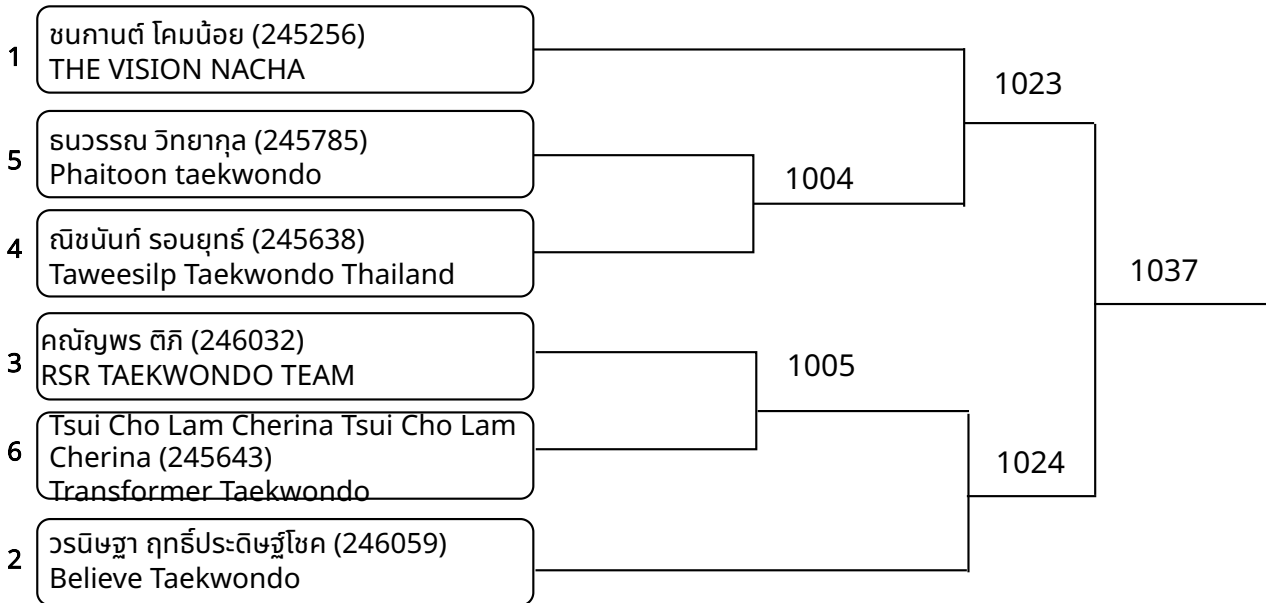 1
ชนกานต์ โคมน้อย (245256)
THE VISION NACHA
1023
5
ธนวรรณ วิทยากุล (245785)
Phaitoon taekwondo
1004
4
ณิชนันท์ รอนยุทธ์ (245638)
Taweesilp Taekwondo Thailand
1037
3
คณัญพร ติภิ (246032)
RSR TAEKWONDO TEAM
1005
6
Tsui Cho Lam Cherina Tsui Cho Lam
Cherina (245643)
Transformer Taekwondo
1024
2
วรนิษฐา ฤทธิ์ประดิษฐ์โชค (246059)
Believe Taekwondo